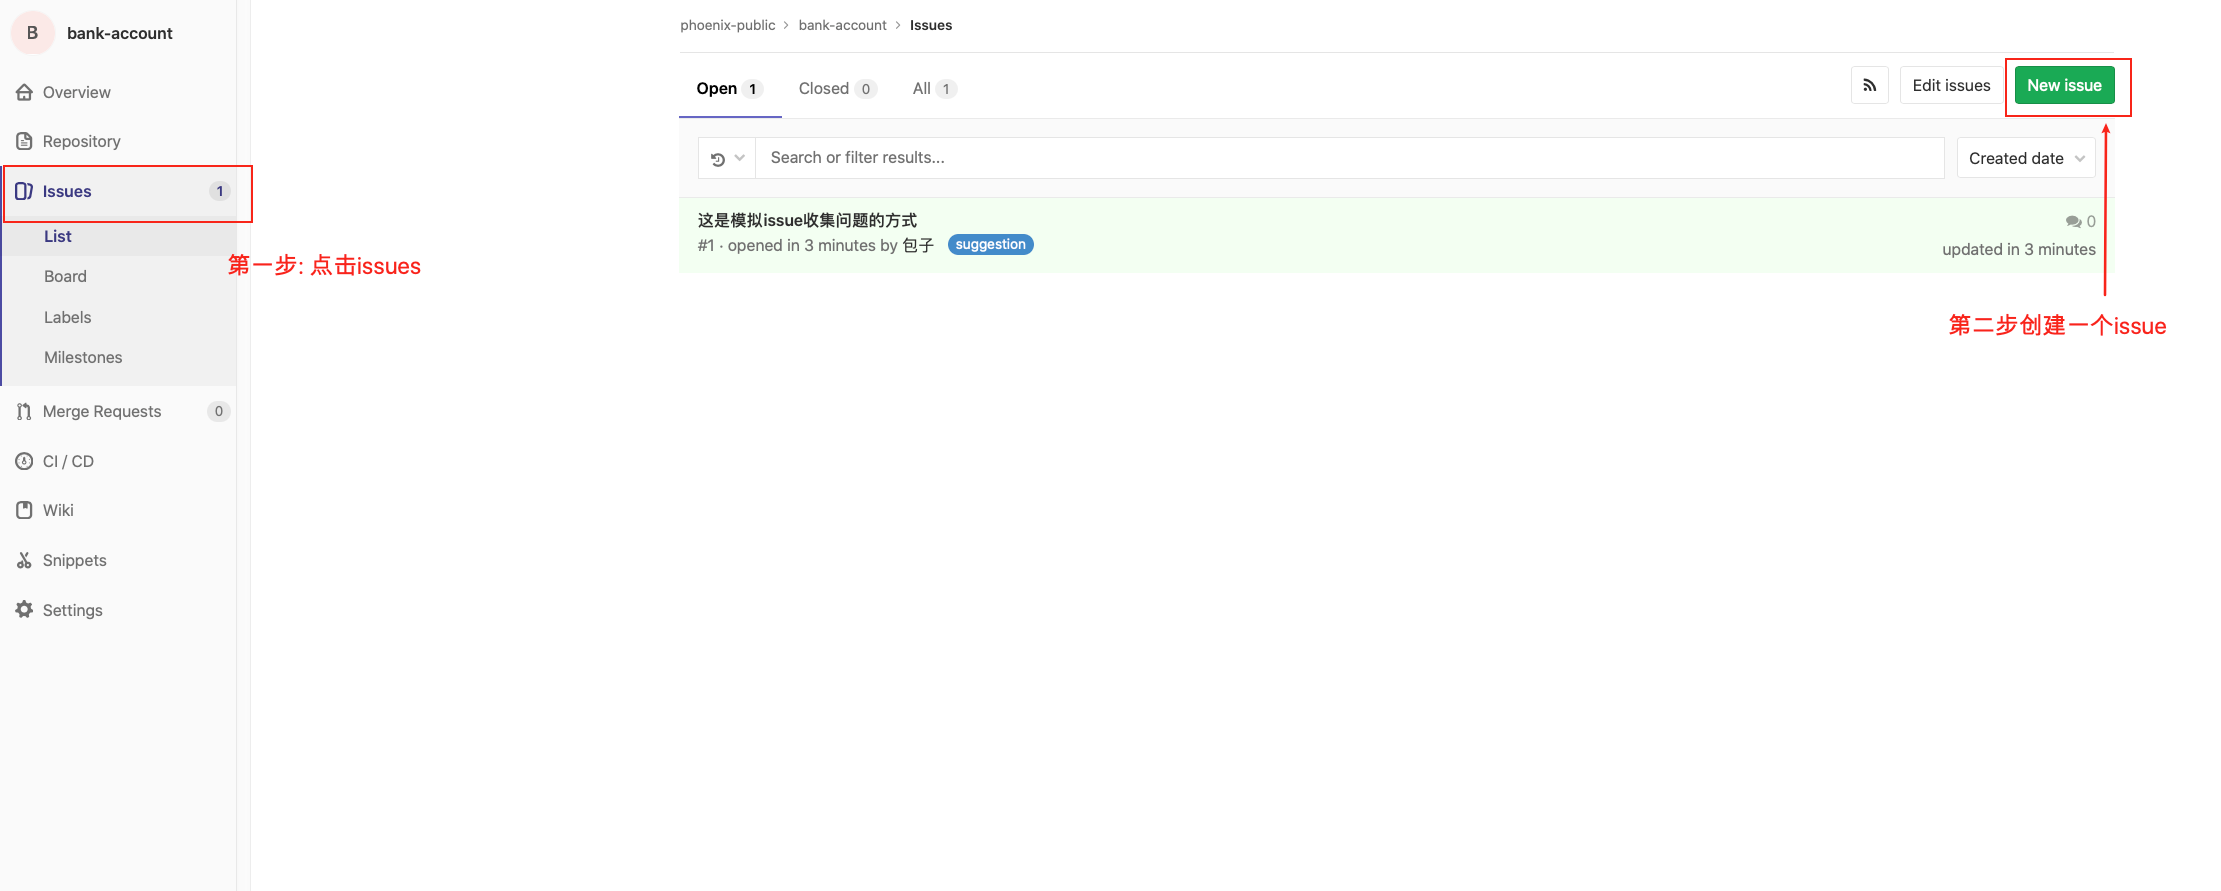 B bank-account
Overview
Repository
Issues 1
List
Board
Labels
Milestones
Merge Requests 0
CI / CD
Wiki
Snippets
Settings
第一步: 点击issues
phoenix-public > bank-account > Issues
Open 1 Closed 0 All 1
Edit issues New issue
Search or filter results... Created date
这是模拟issue收集问题的方式 0
#1 · opened in 3 minutes by 包子 suggestion updated in 3 minutes
第二步创建一个issue